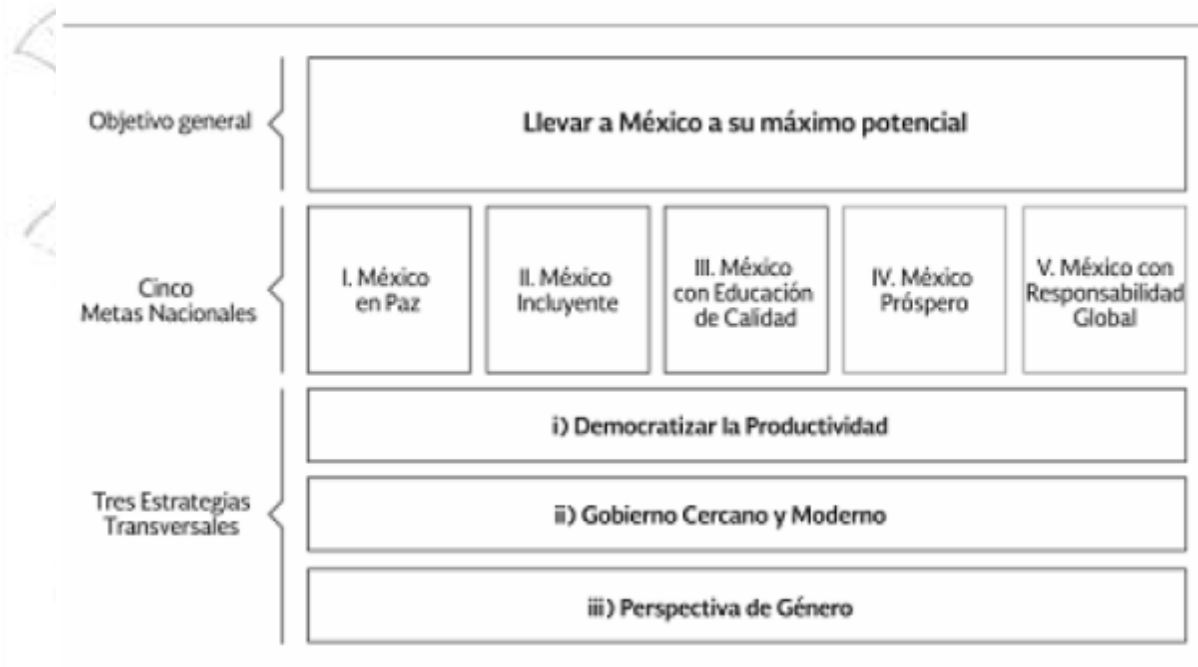 Objetivo general
Llevar a México a su máximo potencial
Cinco
Metas Nacionales
I. México
en Paz
II. México
Incluyente
III. México
con Educación
de Calidad
IV. México
Próspero
V. México con
Responsabilidad
Global
Tres Estrategias
Transversales
i) Democratizar la Productividad
ii) Gobierno Cercano y Moderno
iii) Perspectiva de Género